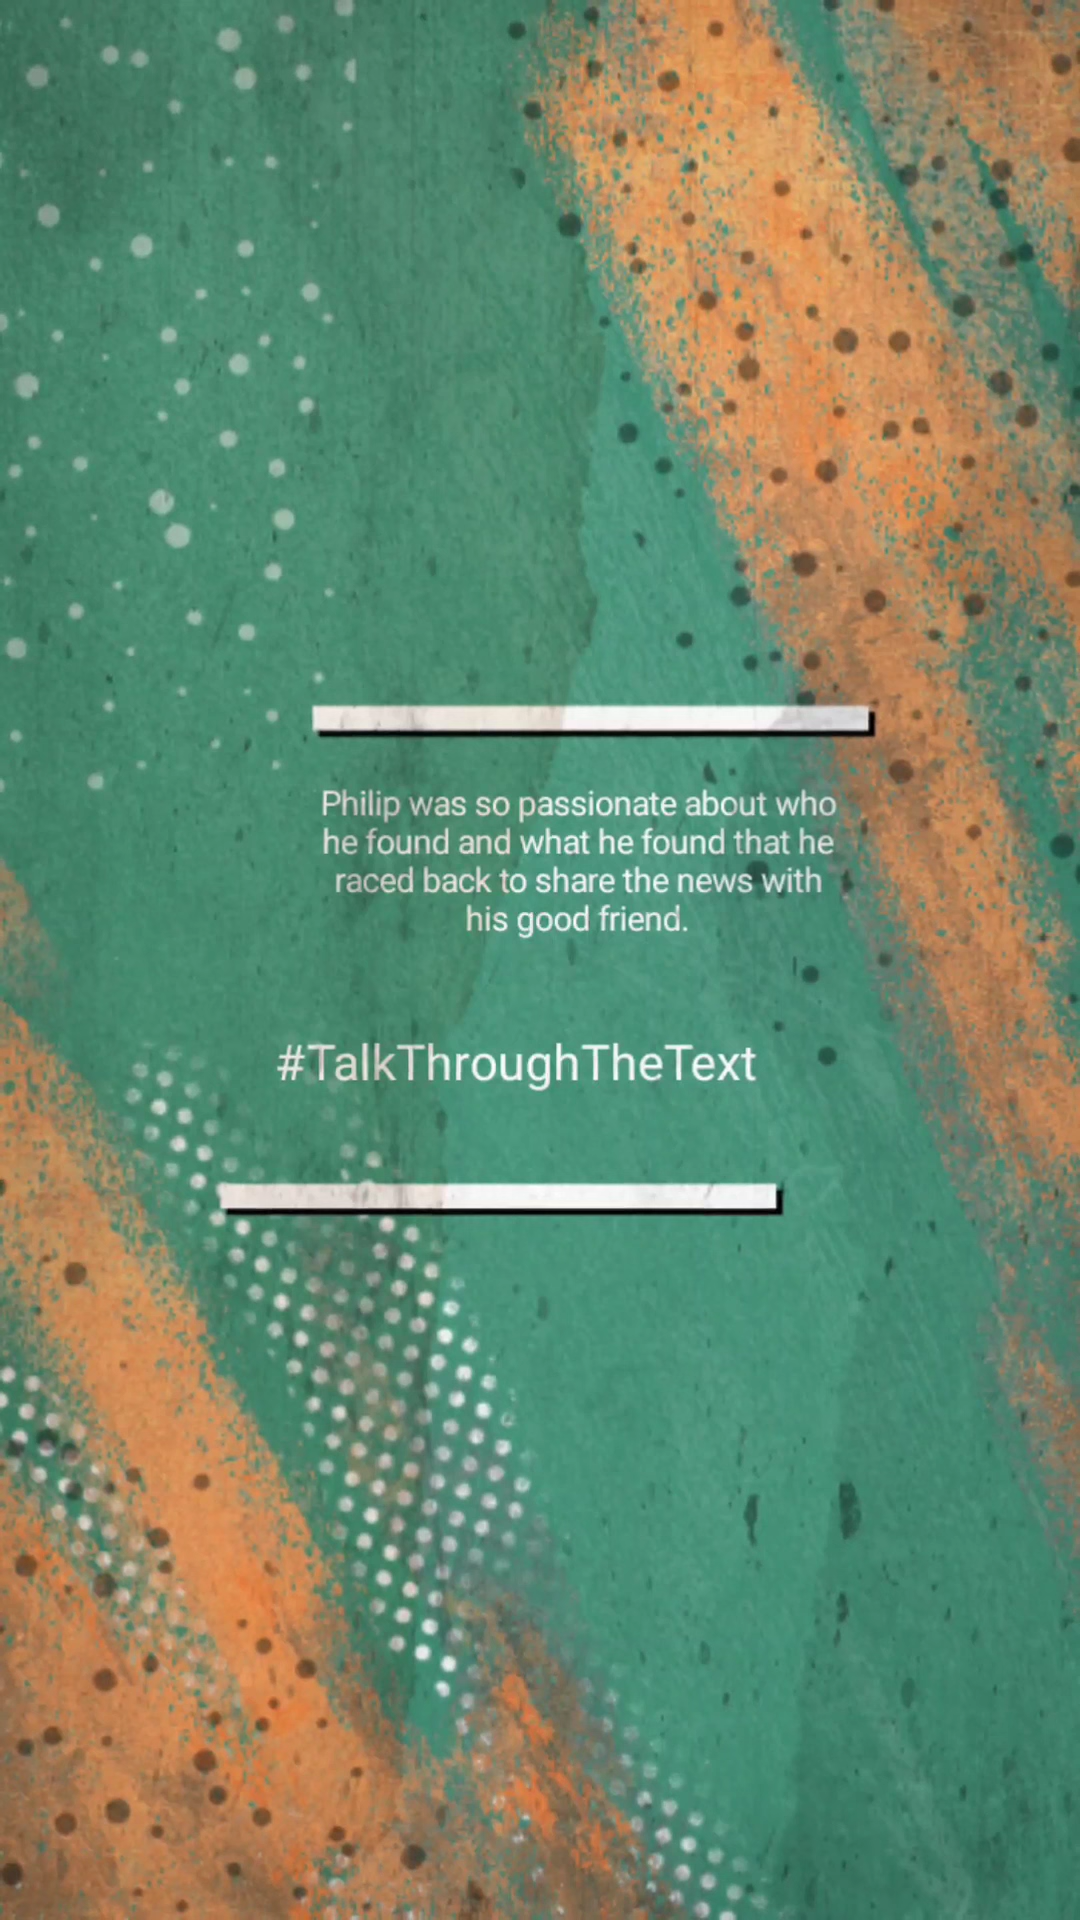 Philip was so passionate about who
he found and what he found that he
raced back to share the news with
his good friend.
#TalkThroughTheText